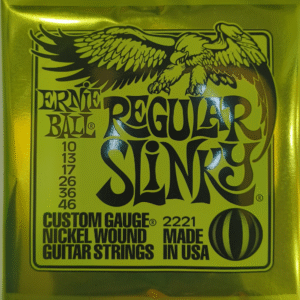 ERNIE
BALL®
REGULAR
SLINKY®
10
13
17
26
36
46
CUSTOM GAUGE® 2221
NICKEL WOUND MADE
GUITAR STRINGS IN USA